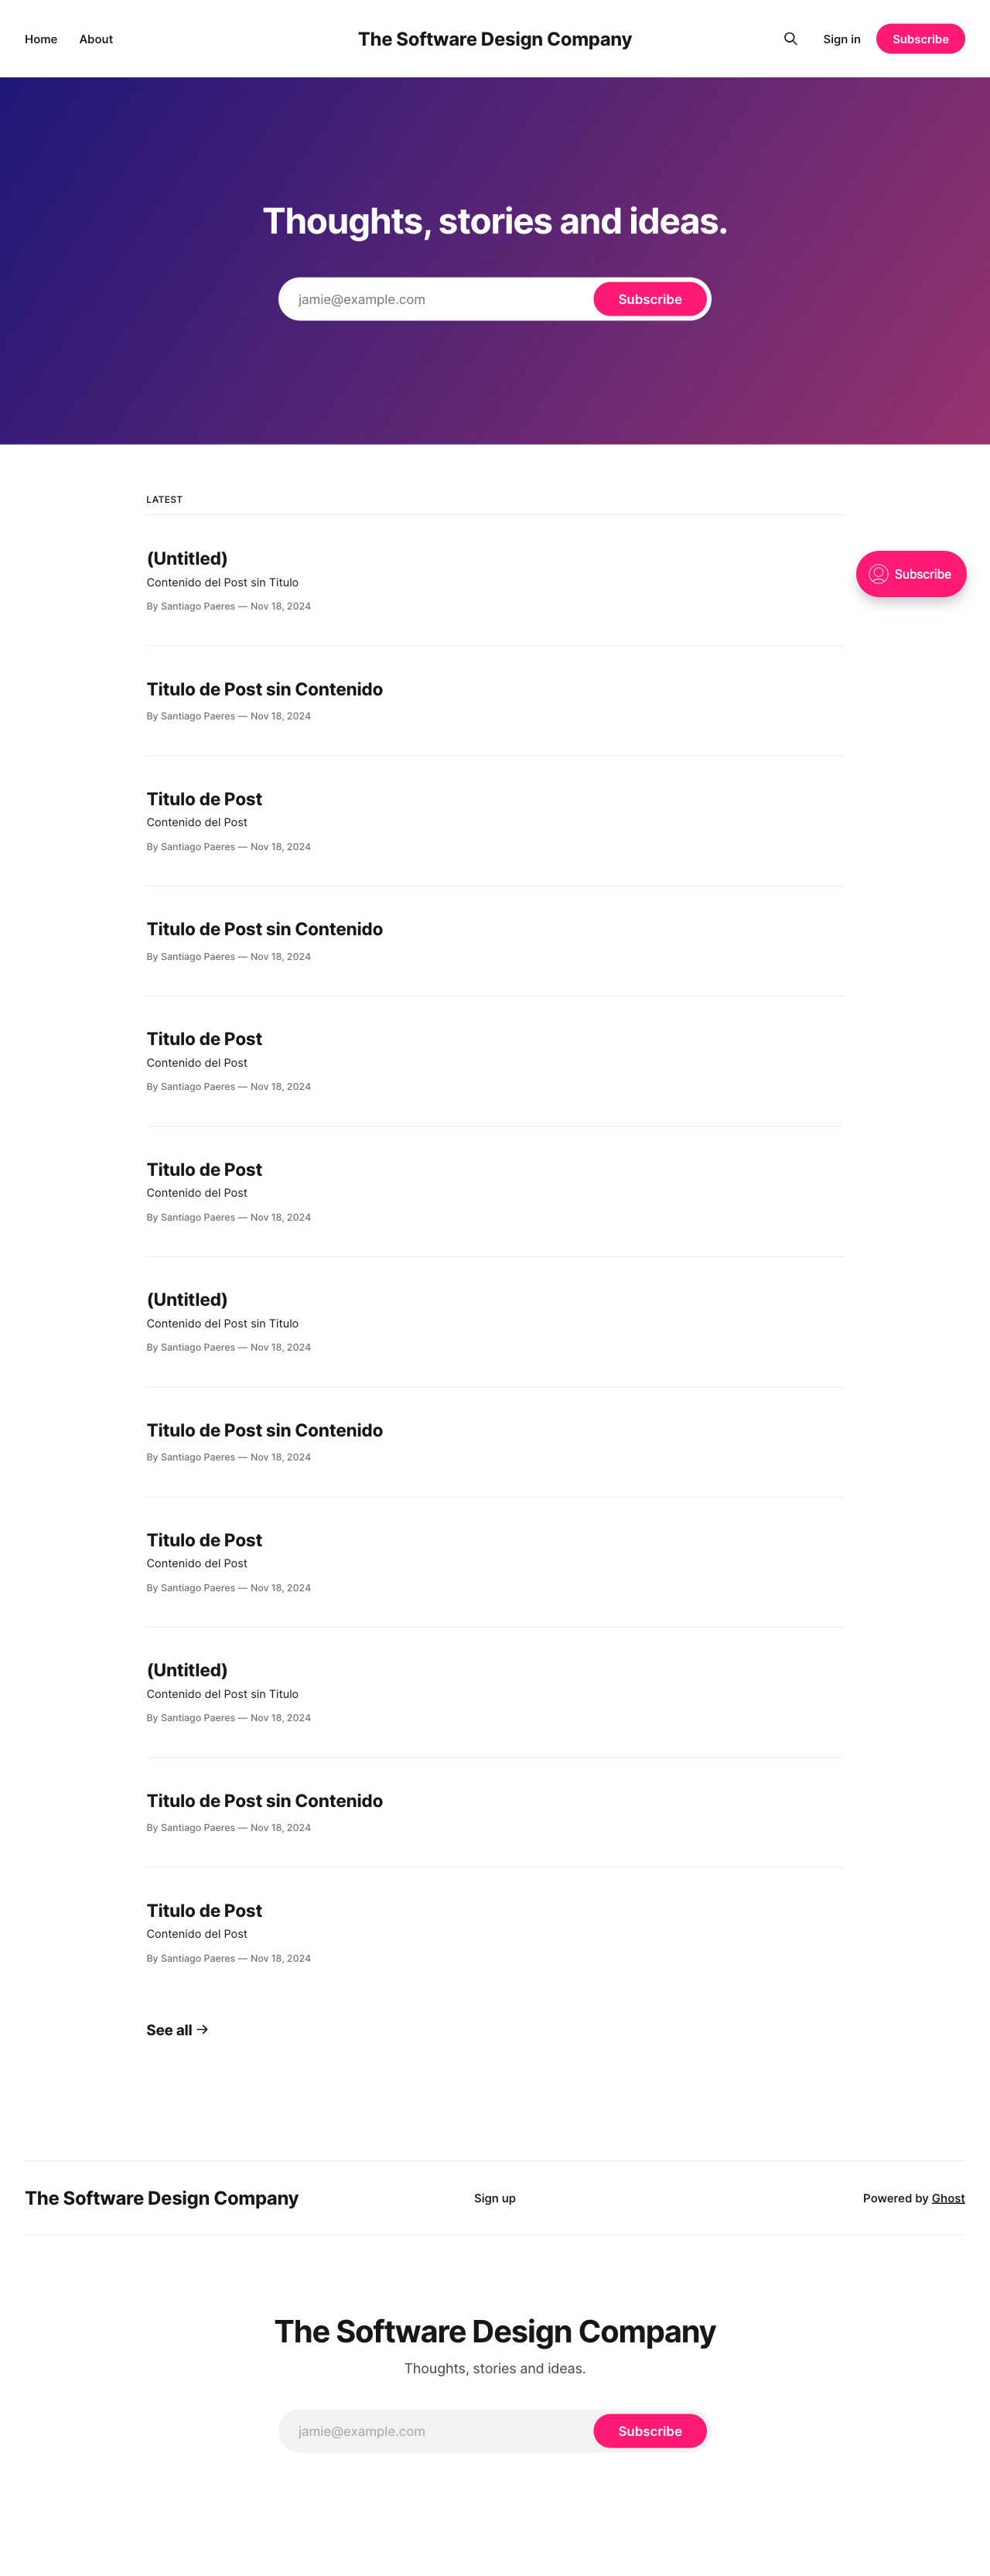 Home About The Software Design Company Sign in Subscribe
Thoughts, stories and ideas.
jamie@example.com Subscribe
LATEST
(Untitled)
Contenido del Post sin Titulo
By Santiago Paeres — Nov 18, 2024
Subscribe
Titulo de Post sin Contenido
By Santiago Paeres — Nov 18, 2024
Titulo de Post
Contenido del Post
By Santiago Paeres — Nov 18, 2024
Titulo de Post sin Contenido
By Santiago Paeres — Nov 18, 2024
Titulo de Post
Contenido del Post
By Santiago Paeres — Nov 18, 2024
Titulo de Post
Contenido del Post
By Santiago Paeres — Nov 18, 2024
(Untitled)
Contenido del Post sin Titulo
By Santiago Paeres — Nov 18, 2024
Titulo de Post sin Contenido
By Santiago Paeres — Nov 18, 2024
Titulo de Post
Contenido del Post
By Santiago Paeres — Nov 18, 2024
(Untitled)
Contenido del Post sin Titulo
By Santiago Paeres — Nov 18, 2024
Titulo de Post sin Contenido
By Santiago Paeres — Nov 18, 2024
Titulo de Post
Contenido del Post
By Santiago Paeres — Nov 18, 2024
See all →
The Software Design Company Sign up Powered by Ghost
The Software Design Company
Thoughts, stories and ideas.
jamie@example.com Subscribe